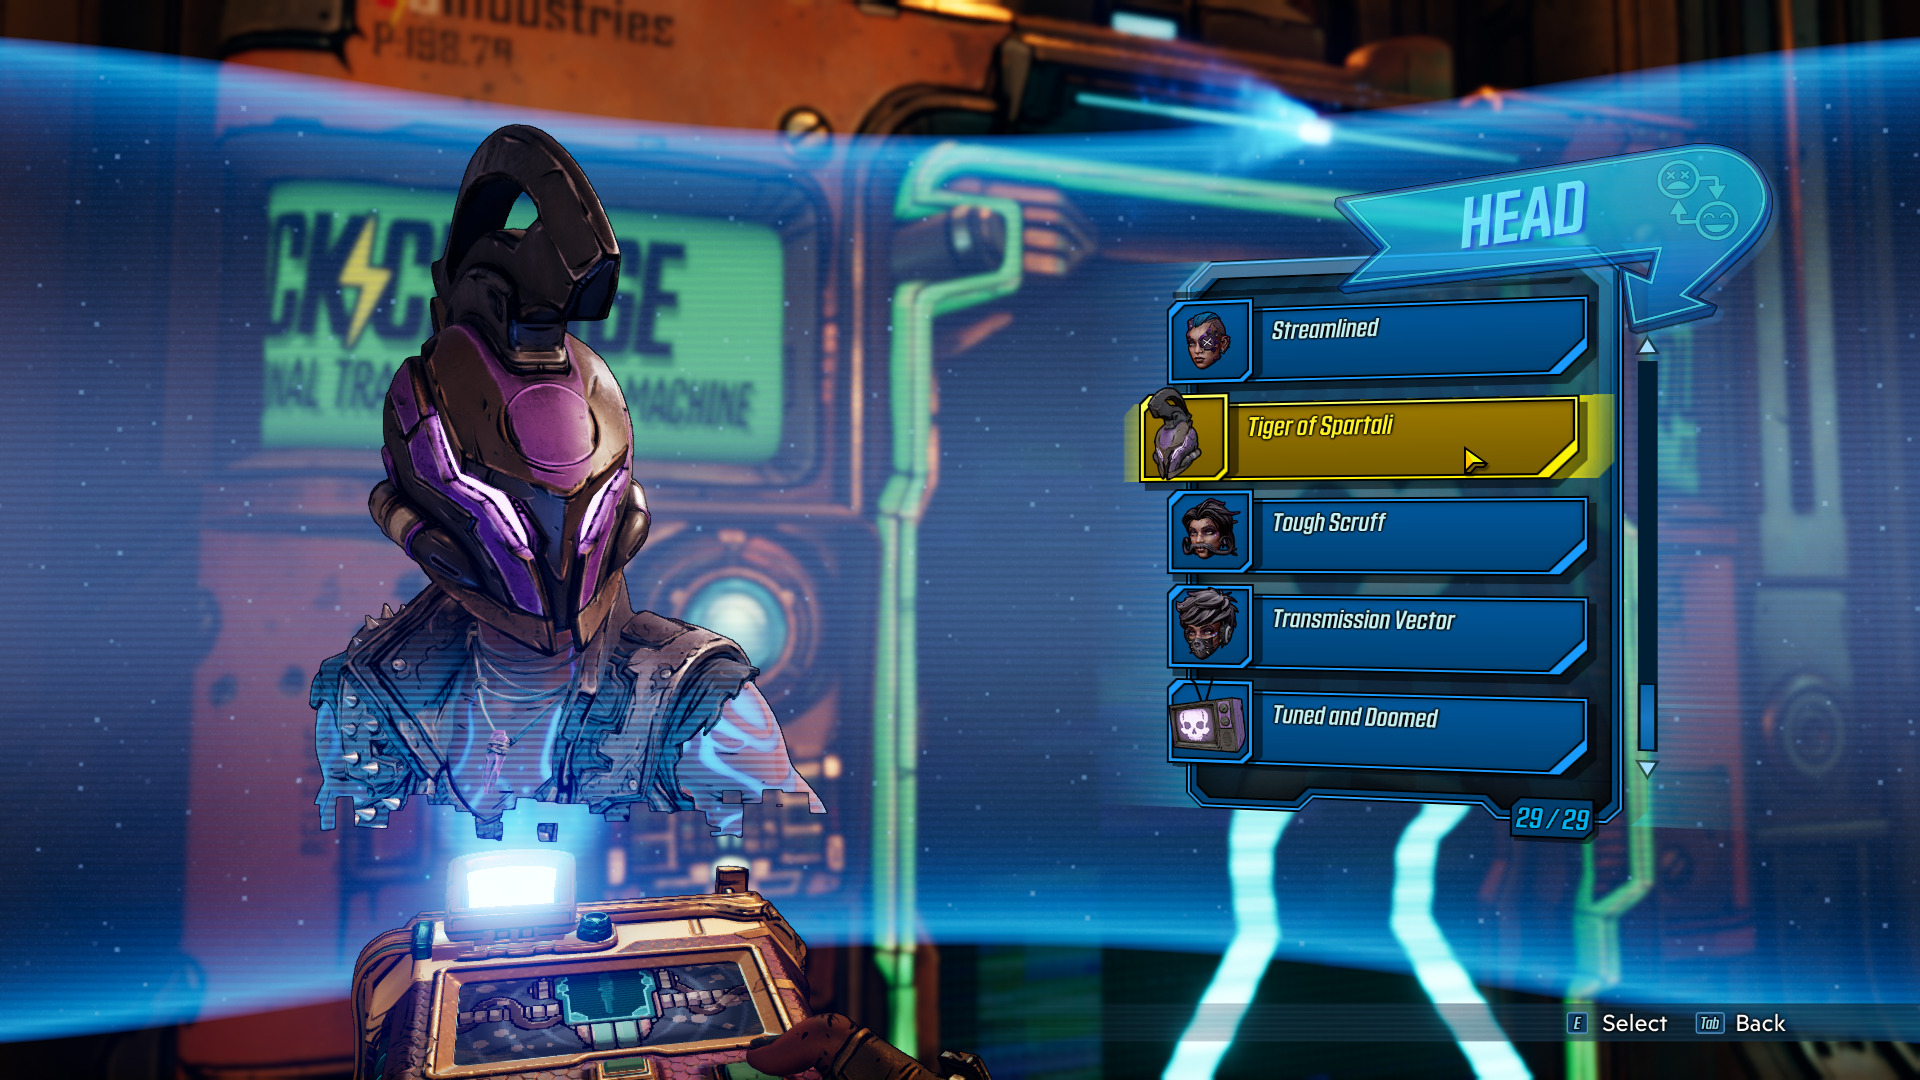 industries
P:198.79
CK C GE
NAL TRA MACHINE
HEAD
Streamlined
Tiger of Spartali
Tough Scruff
Transmission Vector
Tuned and Doomed
29 / 29
E Select Tab Back